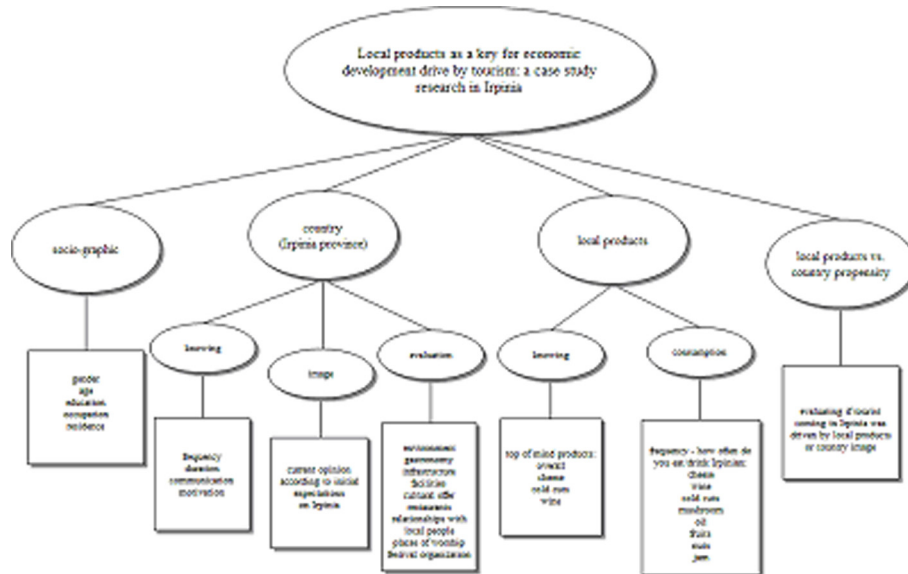 Local products as a key for economic
development drive by tourism: a case study
research in Irpinia
socio-graphic
country
(Irpinia province)
local products
local products vs.
country propensity
knowing
image
evaluation
knowing
consumption
gender
age
education
occupation
residence
frequency
duration
communication
motivation
current opinion
according to initial
expectations
on Irpinia
environment
gastronomy
infrastructure
facilities
cultural offer
restaurants
relationships with
local people
places of worship
festival organization
top of mind products:
overall
cheese
cold cuts
wine
frequency - how often do
you eat/drink Irpinian:
cheese
wine
cold cuts
mushroom
oil
fruits
nuts
jam
evaluating if tourist
coming in Irpinia was
driven by local products
or country image